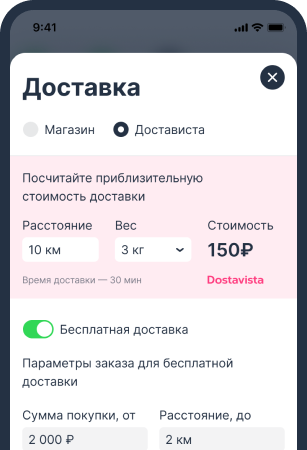 9:41
Доставка
Магазин Достависта
Посчитайте приблизительную
стоимость доставки
Расстояние Вес Стоимость
10 км 3 кг 150₽
Время доставки — 30 мин Dostavista
Бесплатная доставка
Параметры заказа для бесплатной
доставки
Сумма покупки, от Расстояние, до
2 000 ₽ 2 км